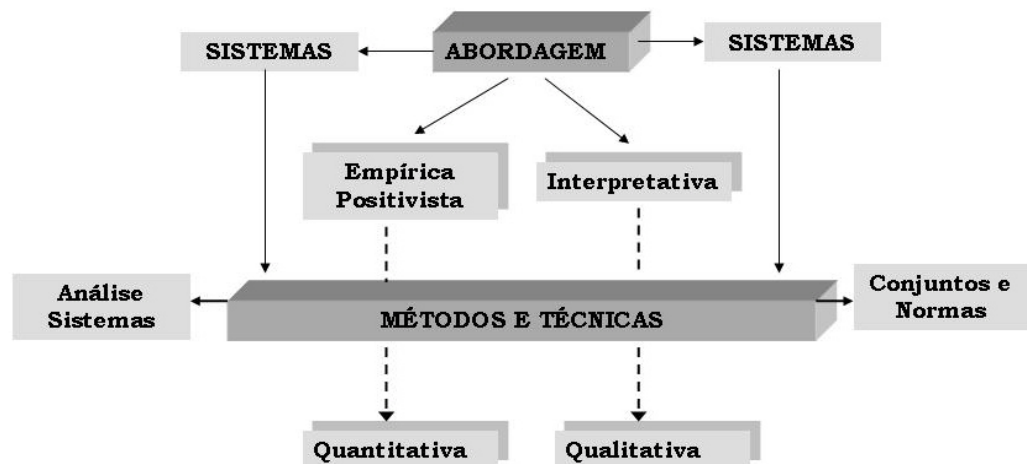 SISTEMAS
ABORDAGEM
SISTEMAS
Empírica
Positivista
Interpretativa
Análise
Sistemas
MÉTODOS E TÉCNICAS
Conjuntos e
Normas
Quantitativa
Qualitativa